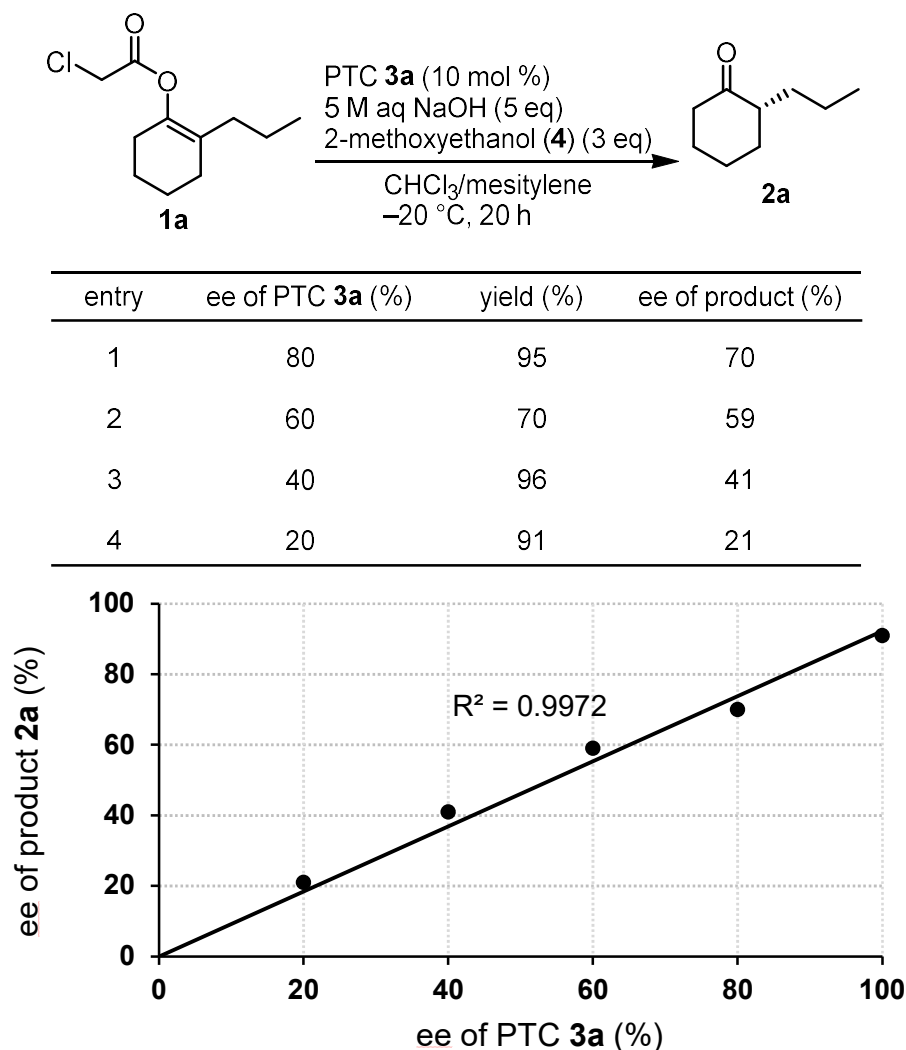 O
Cl
O
1a
PTC 3a (10 mol %)
5 M aq NaOH (5 eq)
2-methoxyethanol (4) (3 eq)
CHCl₃/mesitylene
–20 °C, 20 h
O
2a
entry ee of PTC 3a (%) yield (%) ee of product (%)
1 80 95 70
2 60 70 59
3 40 96 41
4 20 91 21
ee of product 2a (%)
100
80
60
40
20
0
R² = 0.9972
0 20 40 60 80 100
ee of PTC 3a (%)